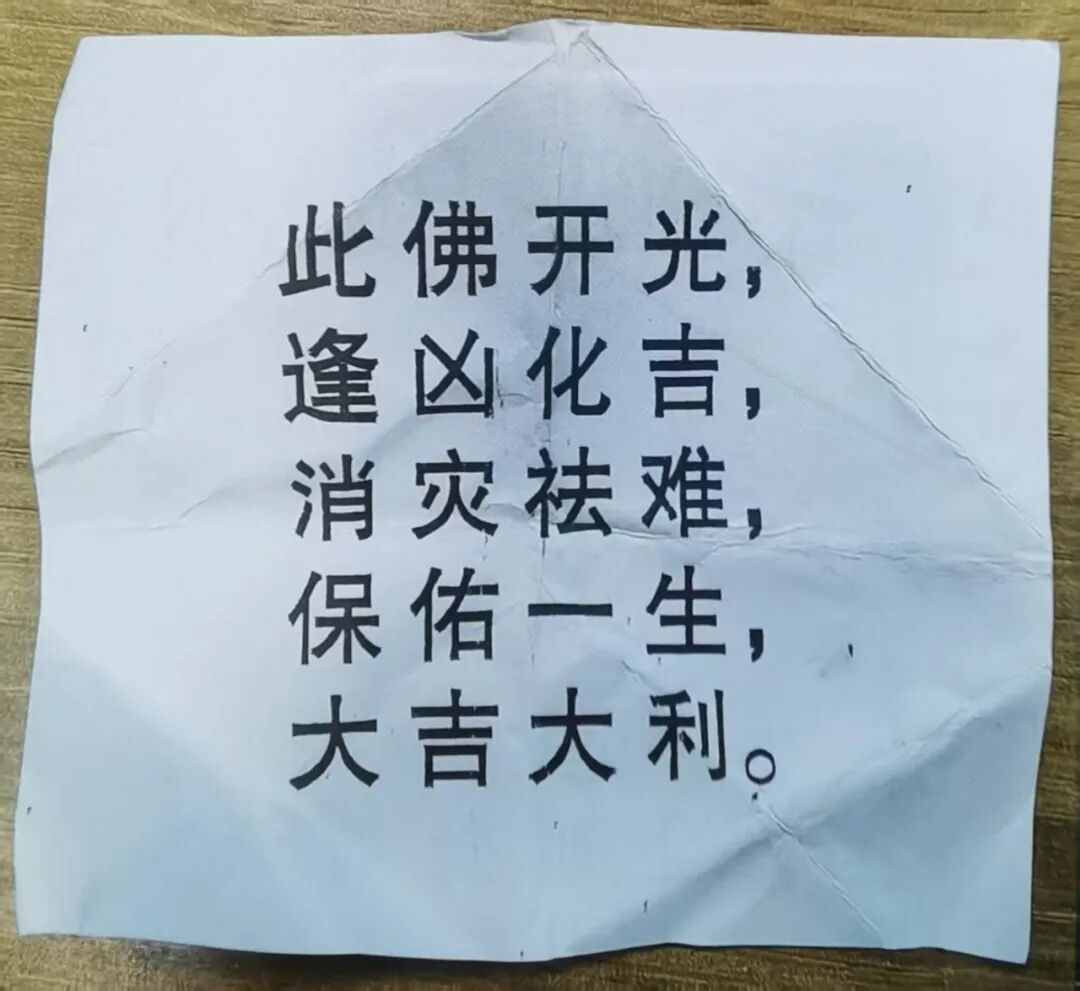 此佛开光，
逢凶化吉，
消灾祛难，
保佑一生，
大吉大利。